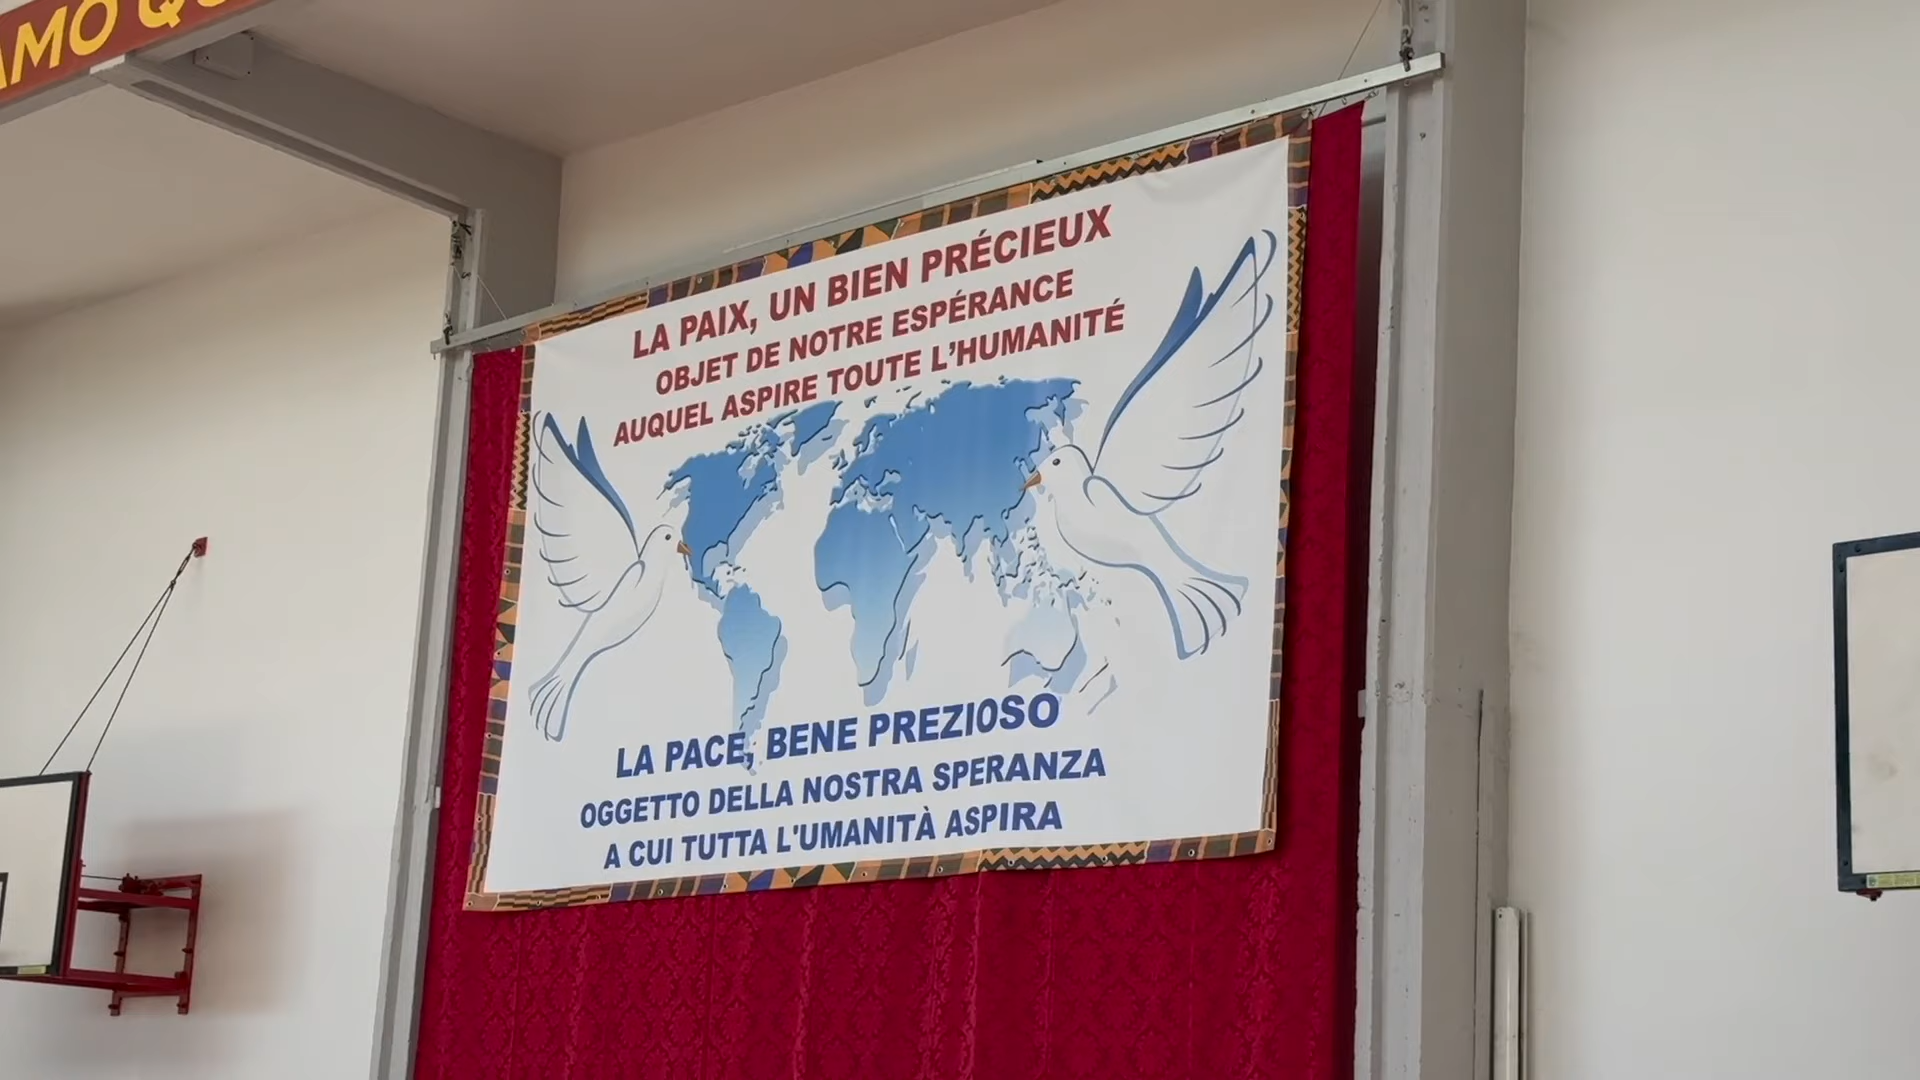 LA PAIX, UN BIEN PRÉCIEUX
OBJET DE NOTRE ESPÉRANCE
AUQUEL ASPIRE TOUTE L'HUMANITÉ
LA PACE, BENE PREZIOSO
OGGETTO DELLA NOSTRA SPERANZA
A CUI TUTTA L'UMANITÀ ASPIRA